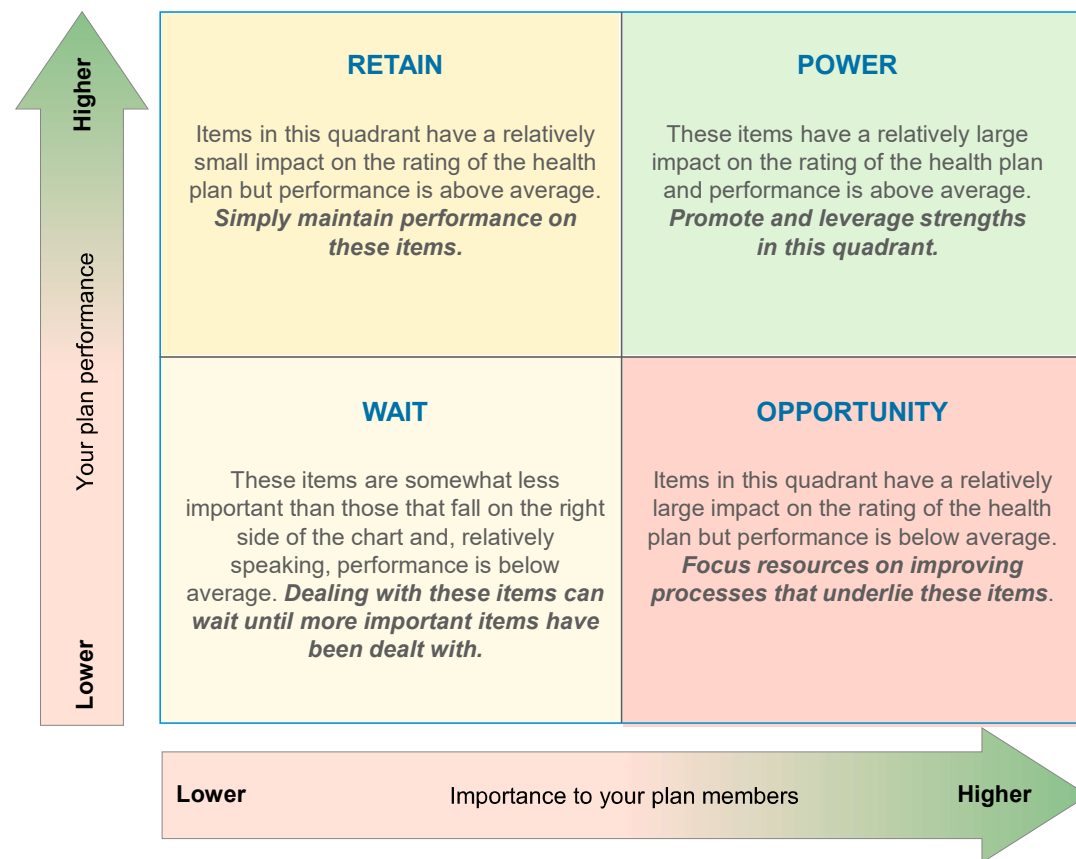 Higher
Your plan performance
Lower
RETAIN
Items in this quadrant have a relatively
small impact on the rating of the health
plan but performance is above average.
Simply maintain performance on
these items.
POWER
These items have a relatively large
impact on the rating of the health plan
and performance is above average.
Promote and leverage strengths
in this quadrant.
WAIT
These items are somewhat less
important than those that fall on the right
side of the chart and, relatively
speaking, performance is below
average. Dealing with these items can
wait until more important items have
been dealt with.
OPPORTUNITY
Items in this quadrant have a relatively
large impact on the rating of the health
plan but performance is below average.
Focus resources on improving
processes that underlie these items.
Lower
Importance to your plan members
Higher